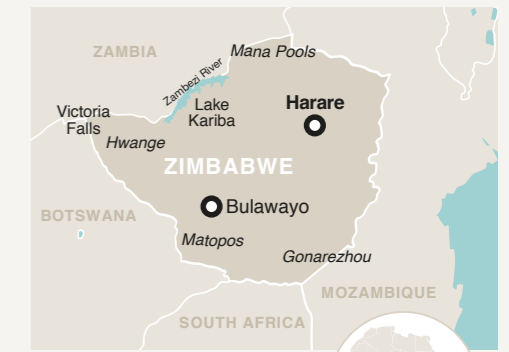 ZAMBIA
Mana Pools
Zambezi River
Victoria
Falls
Lake
Kariba
Harare
Hwange
ZIMBABWE
Bulawayo
BOTSWANA
Matopos
Gonarezhou
MOZAMBIQUE
SOUTH AFRICA